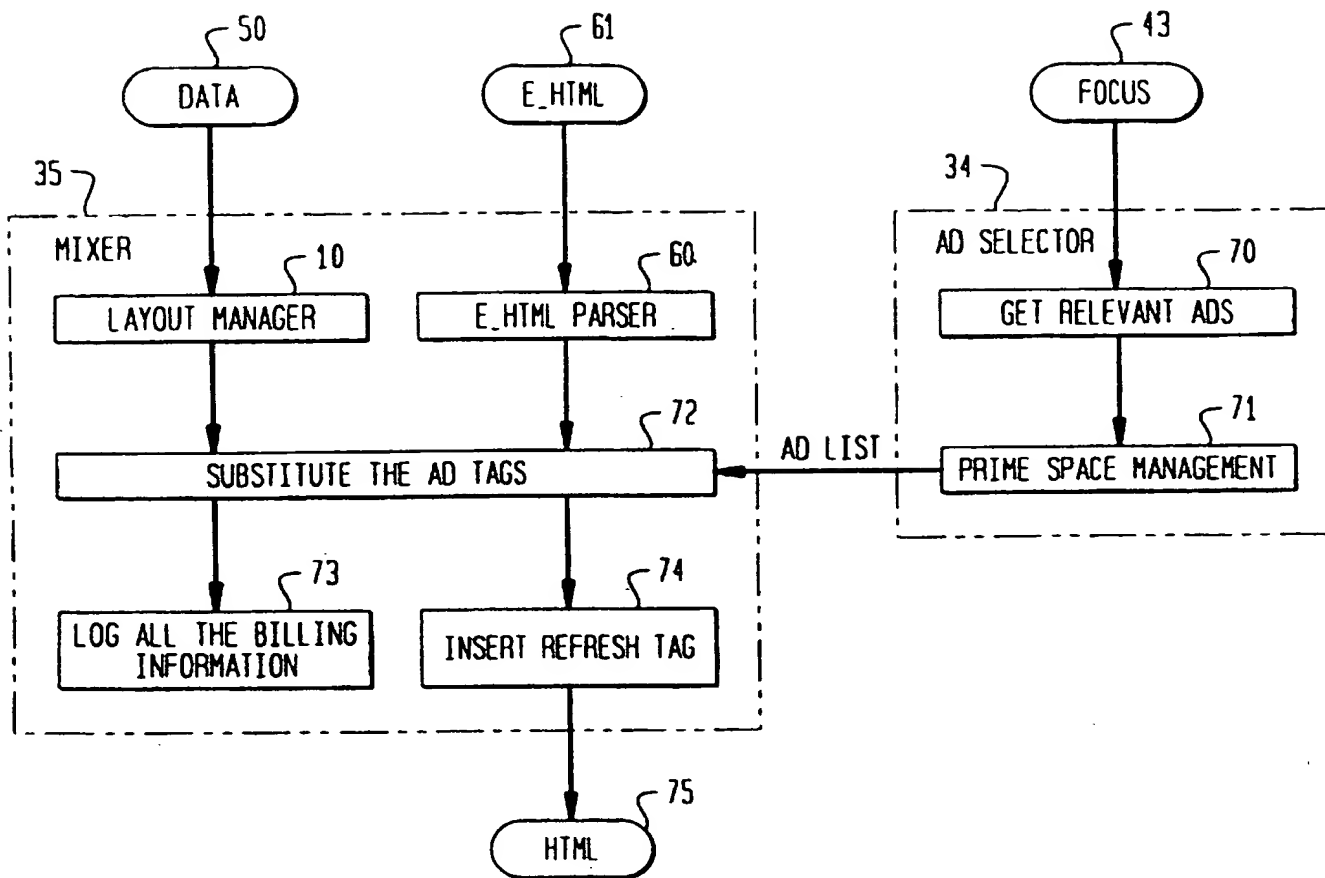 50
61
43
DATA
E_HTML
FOCUS
35
34
MIXER
AD SELECTOR
10
60
70
LAYOUT MANAGER
E_HTML PARSER
GET RELEVANT ADS
72
71
AD LIST
SUBSTITUTE THE AD TAGS
PRIME SPACE MANAGEMENT
73
74
LOG ALL THE BILLING
INFORMATION
INSERT REFRESH TAG
75
HTML